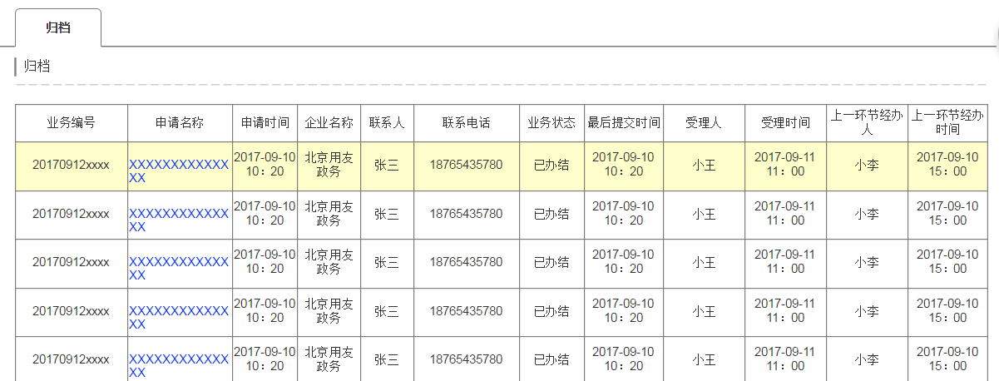 归档
归档
业务编号 申请名称 申请时间 企业名称 联系人 联系电话 业务状态 最后提交时间 受理人 受理时间 上一环节经办人 上一环节经办时间
20170912xxxx XXXXXXXXXXXXXX 2017-09-10 10：20 北京用友政务 张三 18765435780 已办结 2017-09-10 10：20 小王 2017-09-11 11：00 小李 2017-09-10 15：00
20170912xxxx XXXXXXXXXXXXXX 2017-09-10 10：20 北京用友政务 张三 18765435780 已办结 2017-09-10 10：20 小王 2017-09-11 11：00 小李 2017-09-10 15：00
20170912xxxx XXXXXXXXXXXXXX 2017-09-10 10：20 北京用友政务 张三 18765435780 已办结 2017-09-10 10：20 小王 2017-09-11 11：00 小李 2017-09-10 15：00
20170912xxxx XXXXXXXXXXXXXX 2017-09-10 10：20 北京用友政务 张三 18765435780 已办结 2017-09-10 10：20 小王 2017-09-11 11：00 小李 2017-09-10 15：00
20170912xxxx XXXXXXXXXXXXXX 2017-09-10 10：20 北京用友政务 张三 18765435780 已办结 2017-09-10 10：20 小王 2017-09-11 11：00 小李 2017-09-10 15：00